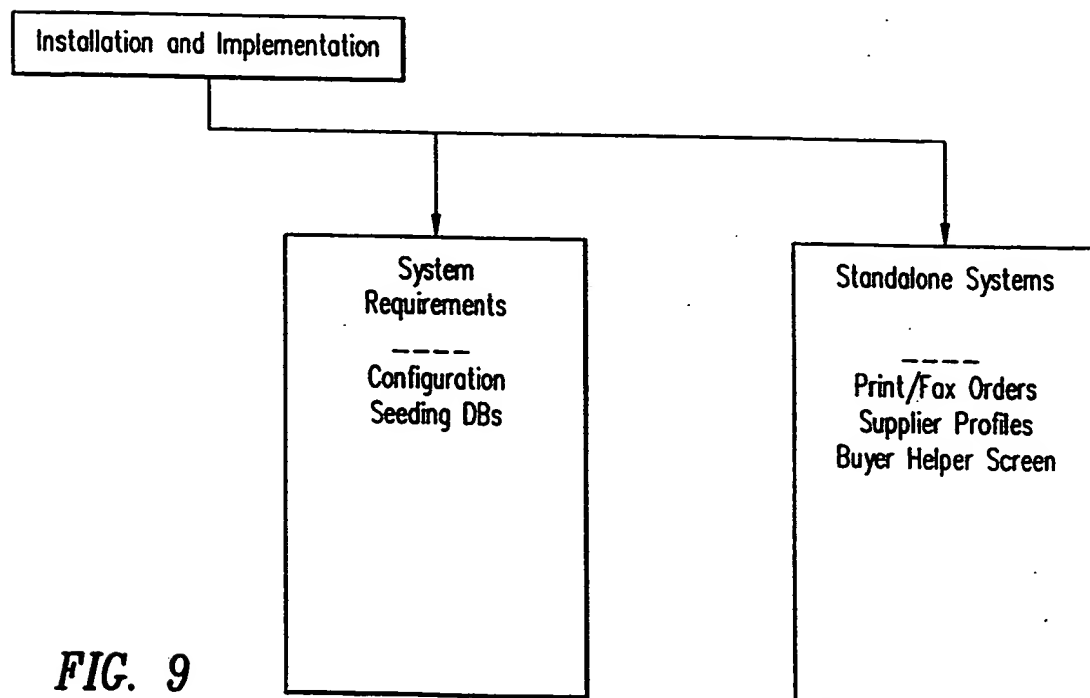 Installation and Implementation
System
Requirements
----
Configuration
Seeding DBs
Standalone Systems
----
Print/Fax Orders
Supplier Profiles
Buyer Helper Screen
FIG. 9